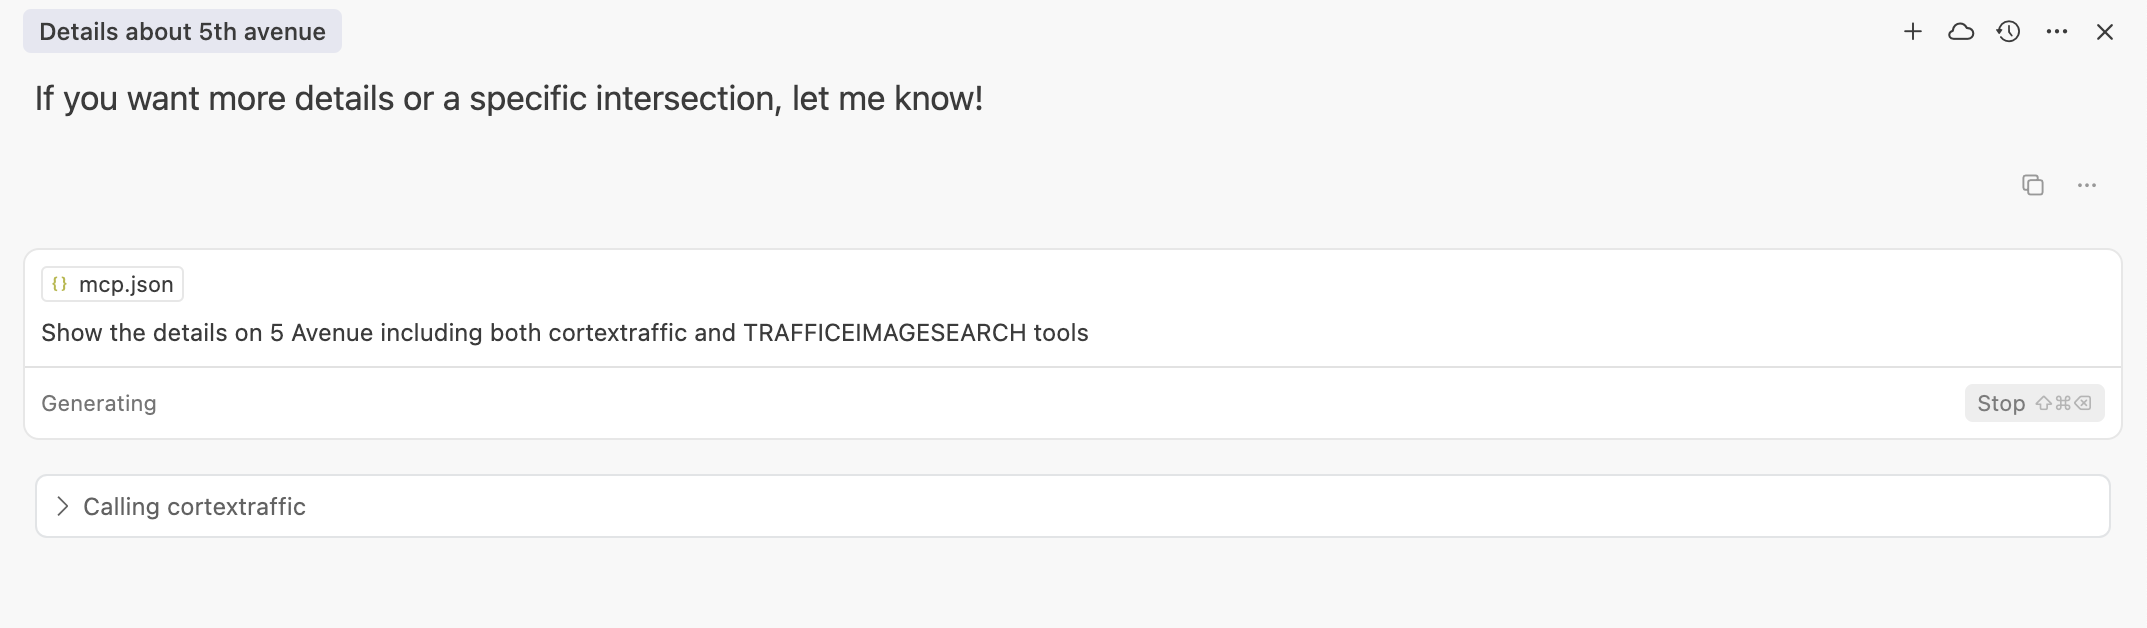 Details about 5th avenue
If you want more details or a specific intersection, let me know!
{} mcp.json
Show the details on 5 Avenue including both cortextraffic and TRAFFICEIMAGESEARCH tools
Generating
Stop ⇧⌘⌫
Calling cortextraffic